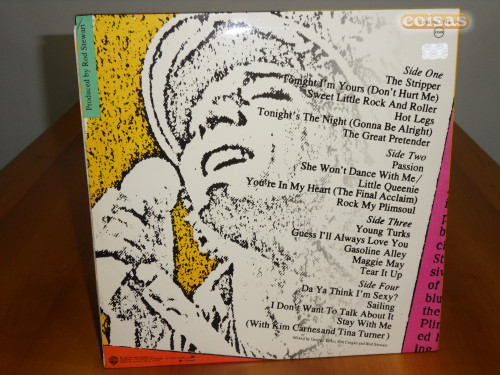 coisas
Produced by Rod Stewart
Side One
The Stripper
Tonight I'm Yours (Don't Hurt Me)
Sweet Little Rock And Roller
Hot Legs
Tonight's The Night (Gonna Be Alright)
The Great Pretender
Side Two
Passion
She Won't Dance With Me/
Little Queenie
You're In My Heart (The Final Acclaim)
Rock My Plimsoul
Side Three
Young Turks
Guess I'll Always Love You
Gasoline Alley
Maggie May
Tear It Up
Side Four
Da Ya Think I'm Sexy?
Sailing
I Don't Want To Talk About It
Stay With Me
(With Kim Carnes and Tina Turner)